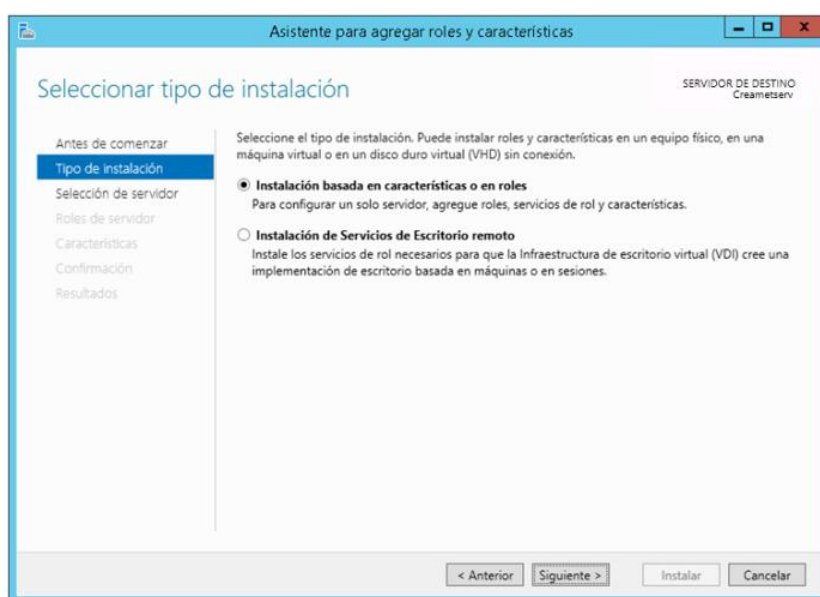 Asistente para agregar roles y características
Seleccionar tipo de instalación
SERVIDOR DE DESTINO
Creametserv
Antes de comenzar
Tipo de instalación
Selección de servidor
Roles de servidor
Características
Confirmación
Resultados
Seleccione el tipo de instalación. Puede instalar roles y características en un equipo físico, en una
máquina virtual o en un disco duro virtual (VHD) sin conexión.
Instalación basada en características o en roles
Para configurar un solo servidor, agregue roles, servicios de rol y características.
Instalación de Servicios de Escritorio remoto
Instale los servicios de rol necesarios para que la Infraestructura de escritorio virtual (VDI) cree una
implementación de escritorio basada en máquinas o en sesiones.
< Anterior
Siguiente >
Instalar
Cancelar